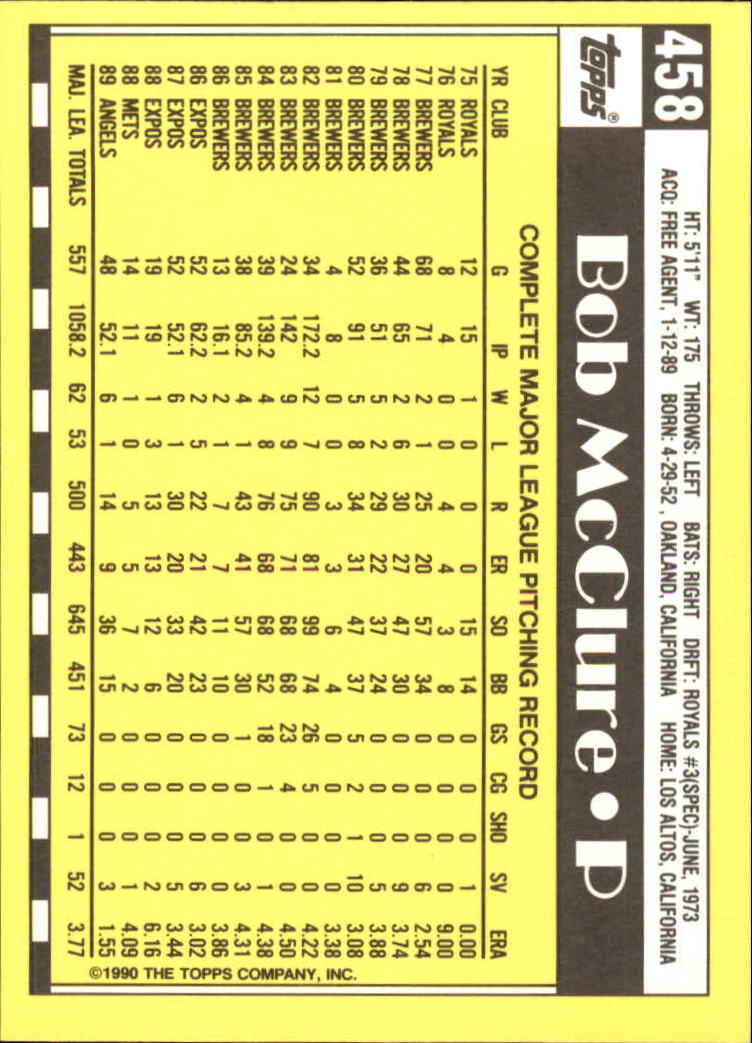 458
HT: 5'11" WT: 175 THROWS: LEFT BATS: RIGHT DRFT: ROYALS #3(SPEC)-JUNE, 1973
ACQ: FREE AGENT, 1-12-89 BORN: 4-29-52, OAKLAND, CALIFORNIA HOME: LOS ALTOS, CALIFORNIA
topps®
Bob McClure • P
COMPLETE MAJOR LEAGUE PITCHING RECORD
YR CLUB G IP W L R ER SO BB GS CG SHO SV ERA
75 ROYALS 12 15 1 0 0 0 15 14 0 0 0 1 0.00
76 ROYALS 8 4 0 0 4 4 3 8 0 0 0 0 9.00
77 BREWERS 68 71 2 1 25 20 57 34 0 0 0 6 2.54
78 BREWERS 44 65 2 6 30 27 47 30 0 0 0 9 3.74
79 BREWERS 36 51 5 2 29 22 37 24 0 0 0 5 3.88
80 BREWERS 52 91 5 8 34 31 47 37 5 2 1 10 3.08
81 BREWERS 4 8 0 0 3 3 6 4 0 0 0 0 3.38
82 BREWERS 34 172.2 12 7 90 81 99 74 26 5 0 0 4.22
83 BREWERS 24 142 9 9 75 71 68 68 23 4 0 0 4.50
84 BREWERS 39 139.2 4 8 76 68 68 52 18 1 0 1 4.38
85 BREWERS 38 85.2 4 1 43 41 57 30 1 0 0 3 4.31
86 BREWERS 13 16.1 2 1 7 7 11 10 0 0 0 0 3.86
86 EXPOS 52 62.2 2 5 22 21 42 23 0 0 0 6 3.02
87 EXPOS 52 52.1 6 1 30 20 33 20 0 0 0 5 3.44
88 EXPOS 19 19 1 3 13 13 12 6 0 0 0 2 6.16
88 METS 14 11 1 0 5 5 7 2 0 0 0 1 4.09
89 ANGELS 48 52.1 6 1 14 9 36 15 0 0 0 3 1.55
MAJ. LEA. TOTALS 557 1058.2 62 53 500 443 645 451 73 12 1 52 3.77
©1990 THE TOPPS COMPANY, INC.